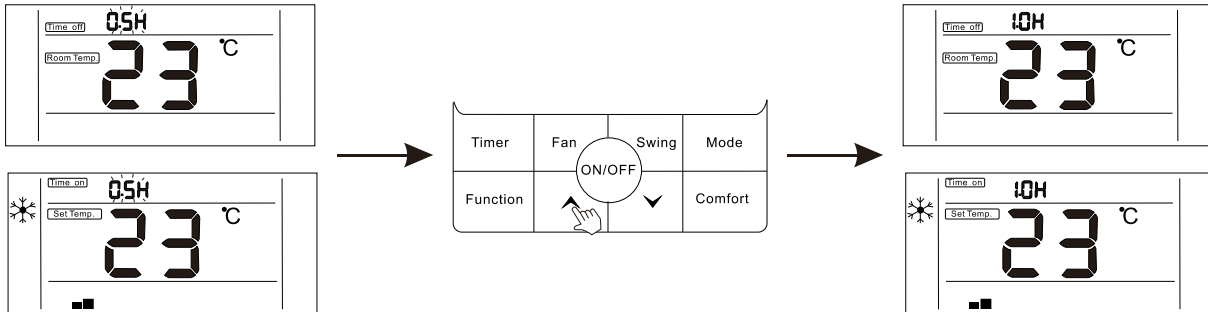 Time off 0.5H
Room Temp. 23 °C
Time on 0.5H
Set Temp. 23 °C
Timer Fan Swing Mode
ON/OFF
Function Comfort
Time off 1.0H
Room Temp. 23 °C
Time on 1.0H
Set Temp. 23 °C